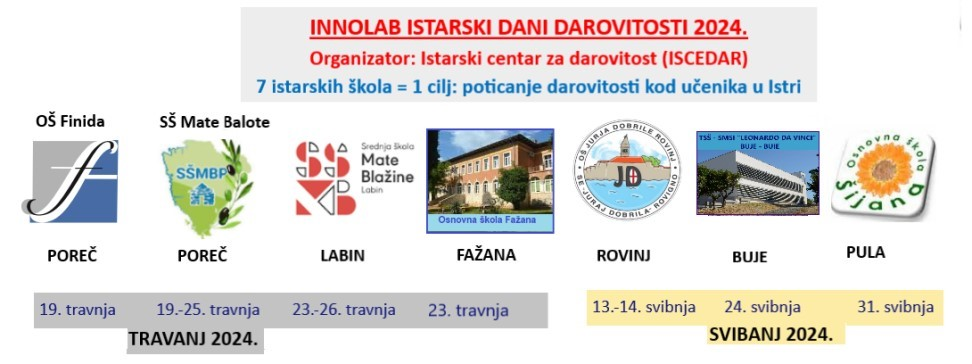 INNOLAB ISTARSKI DANI DAROVITOSTI 2024.
Organizator: Istarski centar za darovitost (ISCEDAR)
7 istarskih škola = 1 cilj: poticanje darovitosti kod učenika u Istri
OŠ Finida
SŠ Mate Balote
SŠMBP
Srednja škola
Mate
Blažine
Labin
Osnovna škola Fažana
OŠ JURJA DOBRILE ROVINJ
JD
SE "JURAJ DOBRILA" ROVIGNO
TSŠ - SMSI "LEONARDO DA VINCI"
BUJE - BUIE
Osnovna škola
Šijana
POREČ POREČ LABIN FAŽANA ROVINJ BUJE PULA
19. travnja 19.-25. travnja 23.-26. travnja 23. travnja 13.-14. svibnja 24. svibnja 31. svibnja
TRAVANJ 2024. SVIBANJ 2024.